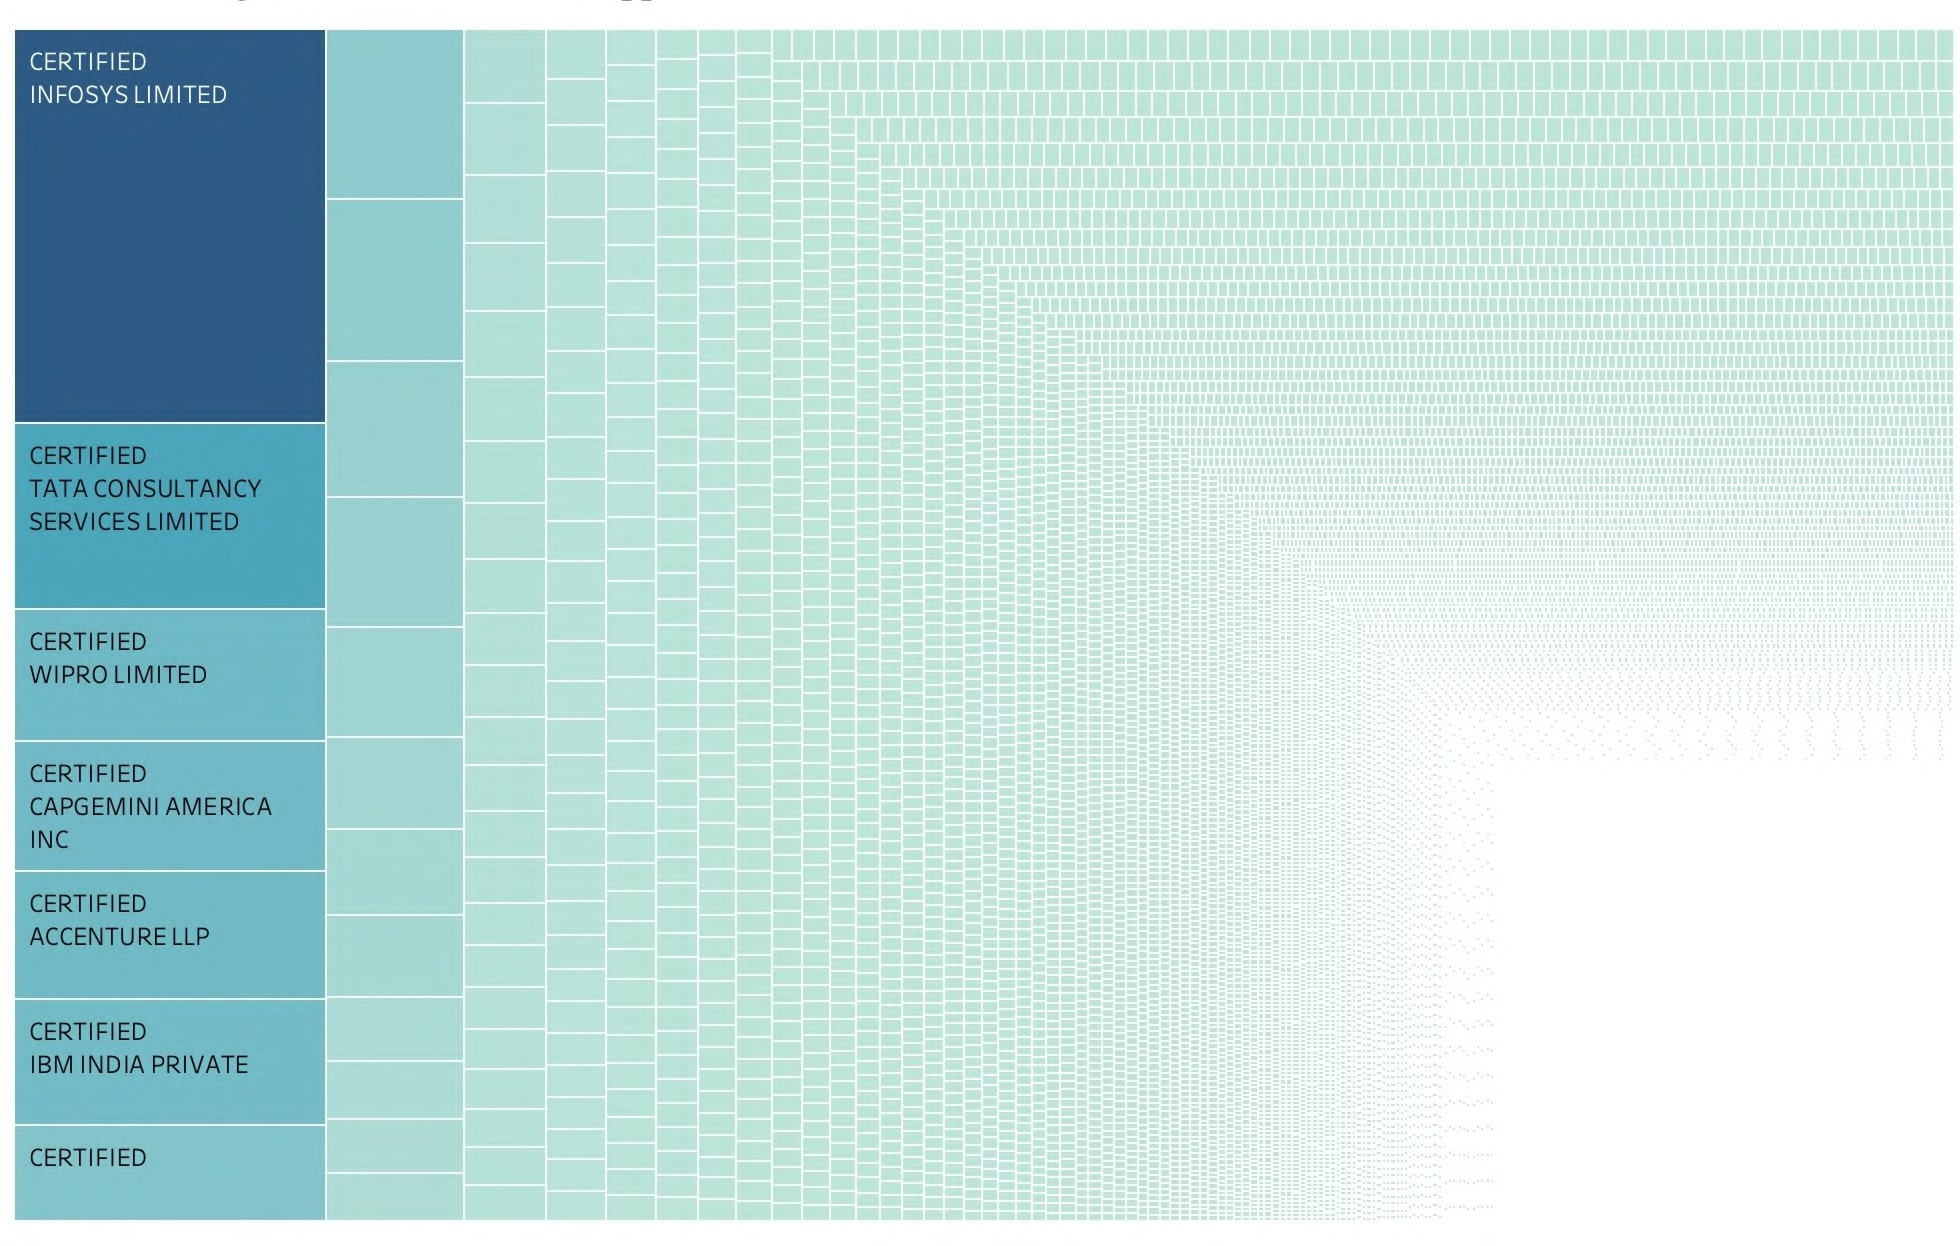 CERTIFIED
INFOSYS LIMITED
CERTIFIED
TATA CONSULTANCY
SERVICES LIMITED
CERTIFIED
WIPRO LIMITED
CERTIFIED
CAPGEMINI AMERICA
INC
CERTIFIED
ACCENTURE LLP
CERTIFIED
IBM INDIA PRIVATE
CERTIFIED